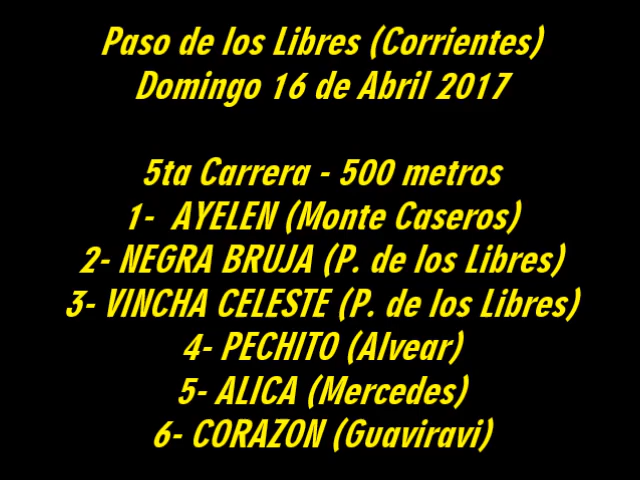 Paso de los Libres (Corrientes)
Domingo 16 de Abril 2017
5ta Carrera - 500 metros
1-  AYELEN (Monte Caseros)
2- NEGRA BRUJA (P. de los Libres)
3- VINCHA CELESTE (P. de los Libres)
4- PECHITO (Alvear)
5- ALICA (Mercedes)
6- CORAZON (Guaviravi)